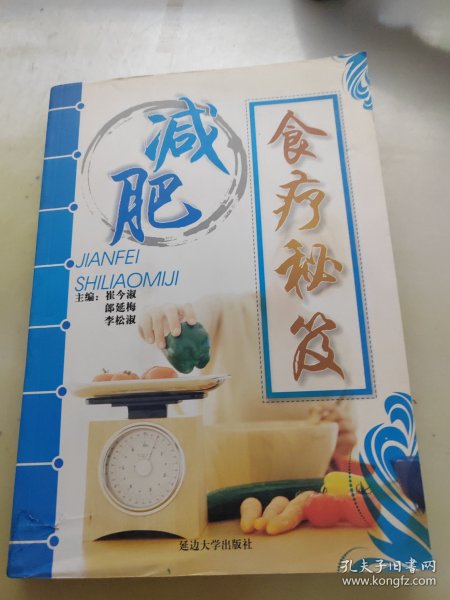 减肥
食疗秘笈
JIANFEI
SHILIAOMIJI
主编：崔今淑
郎延梅
李松淑
延边大学出版社
孔夫子旧书网
www.kongfz.com